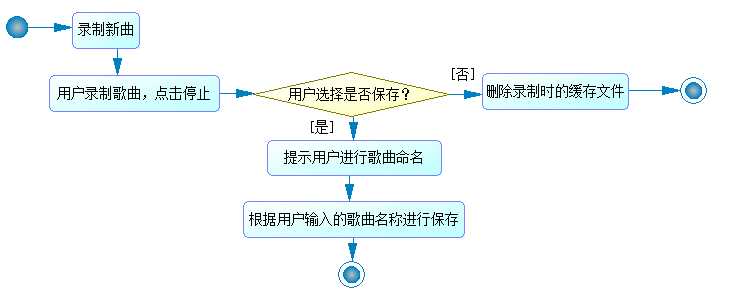 录制新曲
用户录制歌曲，点击停止
用户选择是否保存？
[否]
删除录制时的缓存文件
[是]
提示用户进行歌曲命名
根据用户输入的歌曲名称进行保存